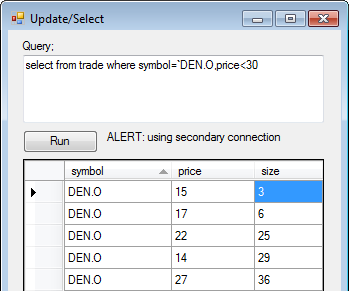 Update/Select
Query;
select from trade where symbol=`DEN.O,price<30
Run ALERT: using secondary connection
symbol price size
DEN.O 15 3
DEN.O 17 6
DEN.O 22 25
DEN.O 14 29
DEN.O 27 36